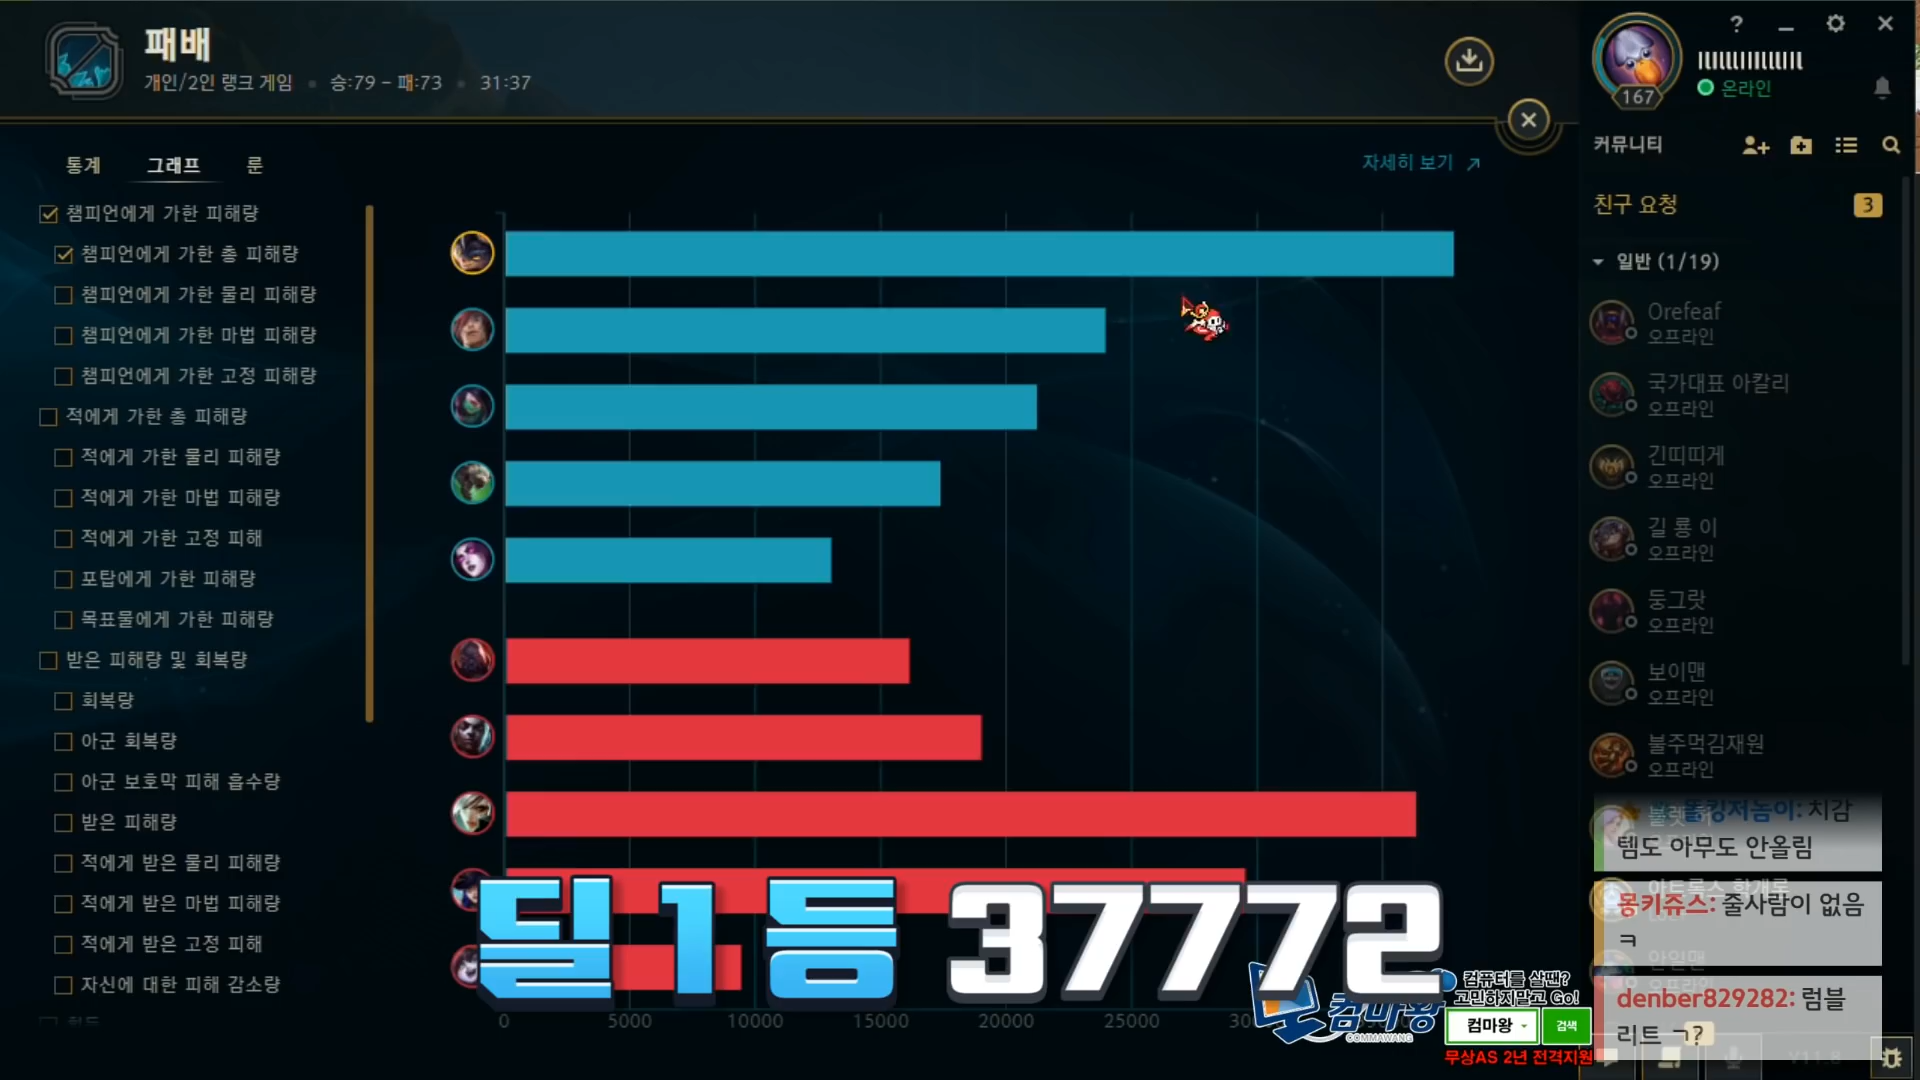 패배
개인/2인 랭크 게임 • 승:79 - 패:73 • 31:37
통계 그래프 룬
자세히 보기
챔피언에게 가한 피해량
챔피언에게 가한 총 피해량
챔피언에게 가한 물리 피해량
챔피언에게 가한 마법 피해량
챔피언에게 가한 고정 피해량
적에게 가한 총 피해량
적에게 가한 물리 피해량
적에게 가한 마법 피해량
적에게 가한 고정 피해
포탑에게 가한 피해량
목표물에게 가한 피해량
받은 피해량 및 회복량
회복량
아군 회복량
아군 보호막 피해 흡수량
받은 피해량
적에게 받은 물리 피해량
적에게 받은 마법 피해량
적에게 받은 고정 피해
자신에 대한 피해 감소량
0 5000 10000 15000 20000 25000
딜 1 등 37772
컴마왕
COMMAWANG
컴퓨터를 살땐?
고민하지말고 Go!
컴마왕 검색
무상AS 2년 전격지원
?
167
온라인
커뮤니티
친구 요청 3
일반 (1/19)
Orefeaf
오프라인
국가대표 아칼리
오프라인
긴띠띠게
오프라인
길 룡 이
오프라인
둥그랏
오프라인
보이맨
오프라인
불주먹김재원
오프라인
똘킹저놈이: 치감
템도 아무도 안올림
몽키쥬스: 줄사람이 없음
ㅋ
denber829282: 럼블
리트 ㄱ?